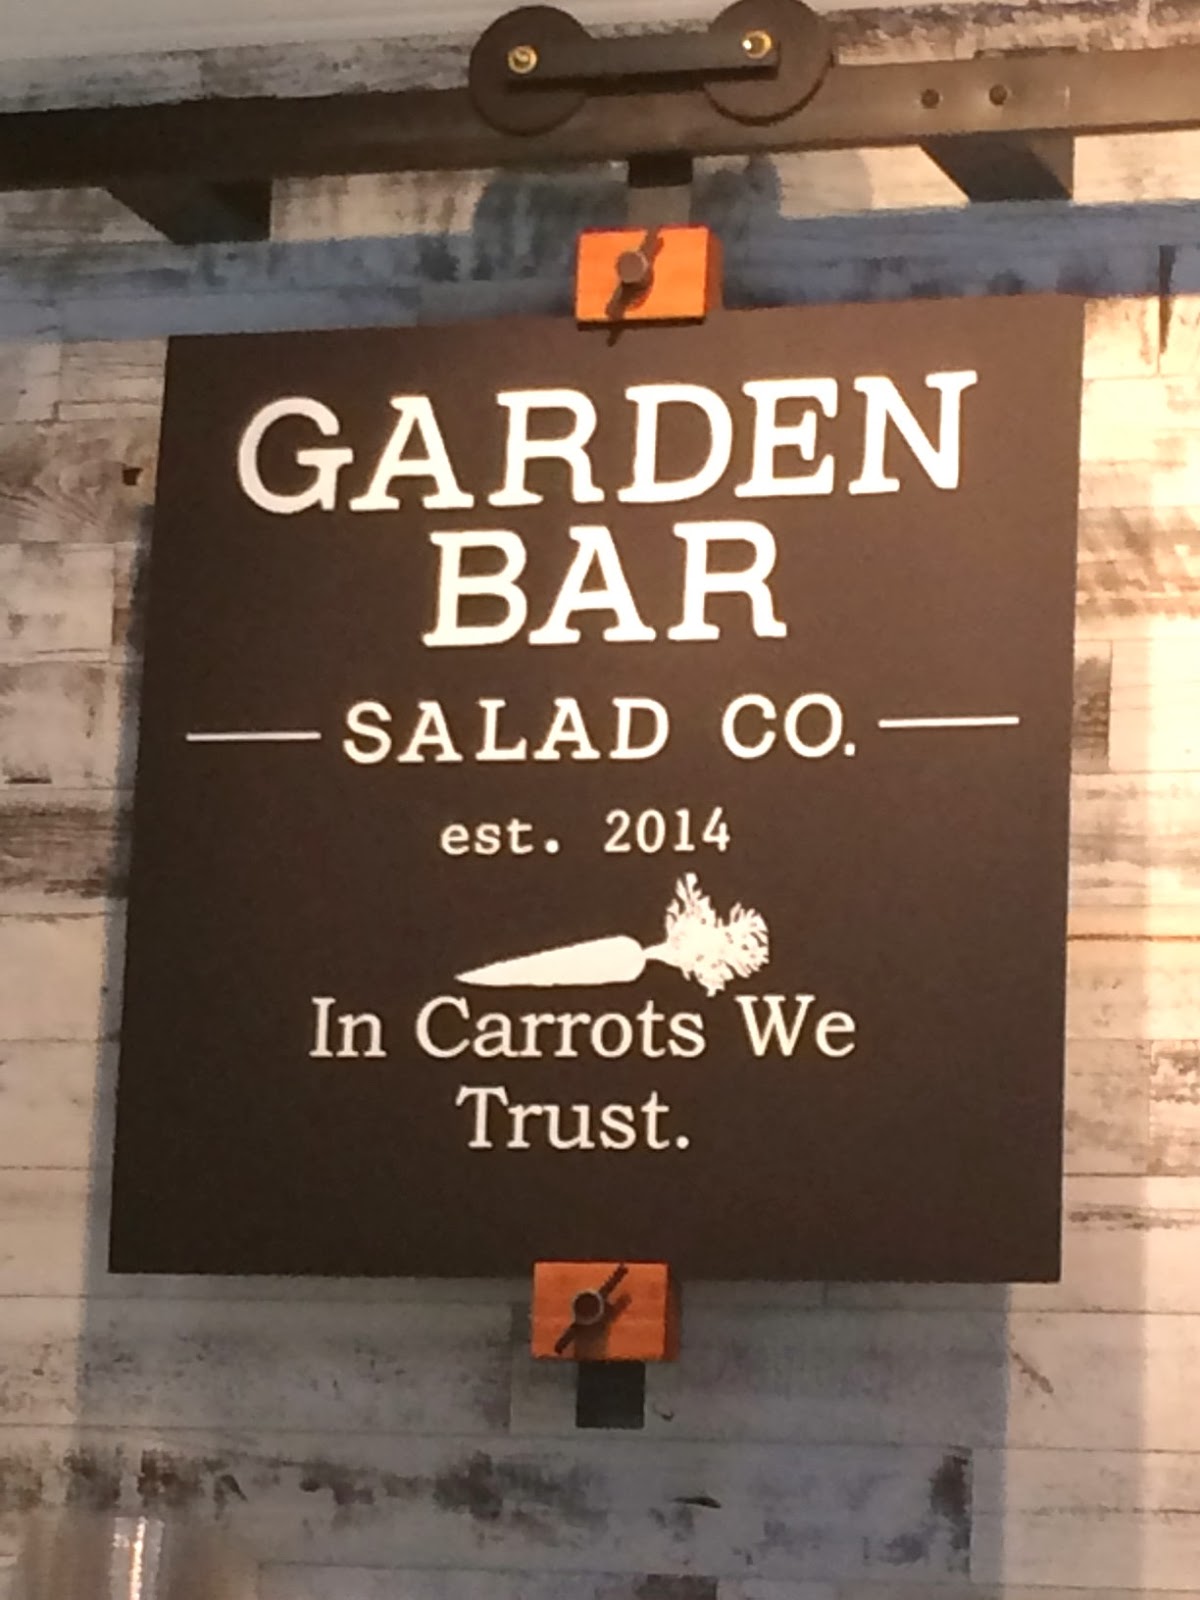 GARDEN
BAR
SALAD CO.
est. 2014
In Carrots We
Trust.